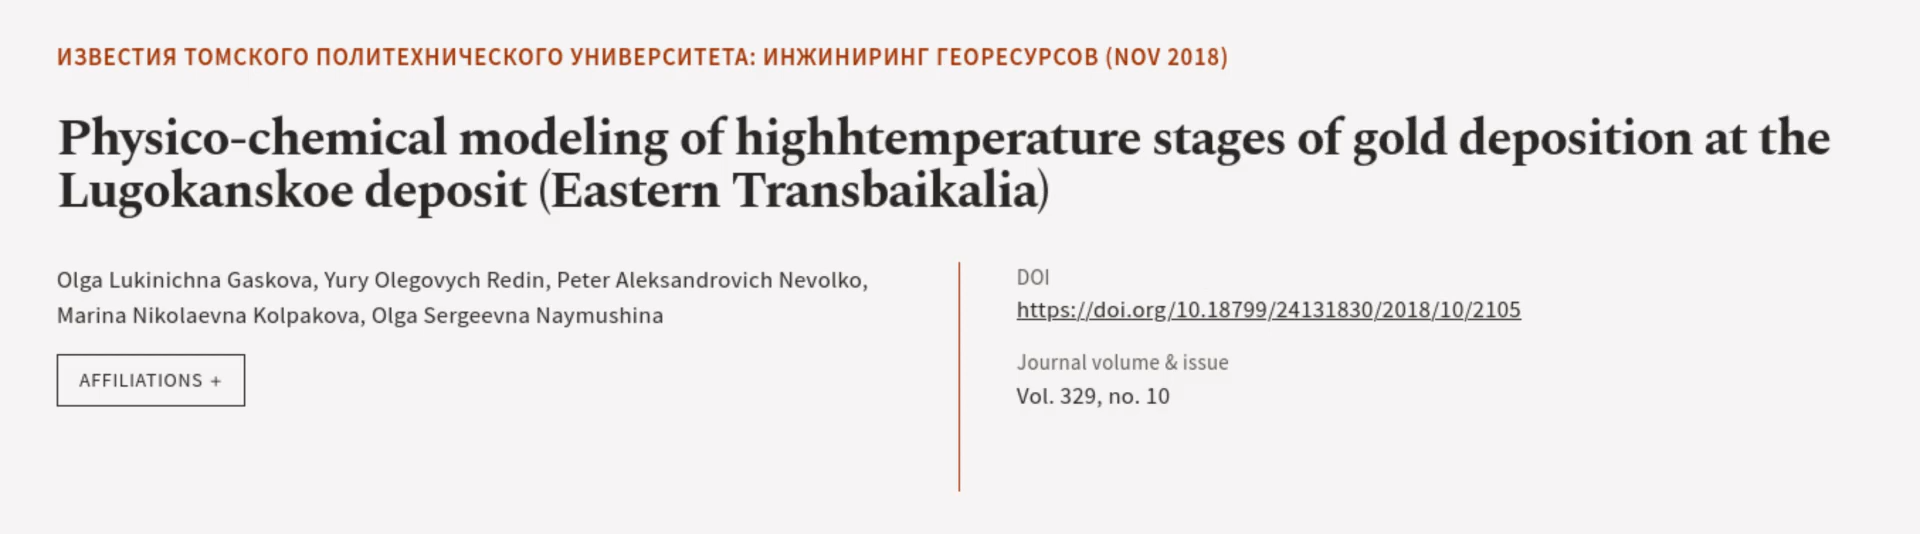 ИЗВЕСТИЯ ТОМСКОГО ПОЛИТЕХНИЧЕСКОГО УНИВЕРСИТЕТА: ИНЖИНИРИНГ ГЕОРЕСУРСОВ (NOV 2018)
Physico-chemical modeling of highhtemperature stages of gold deposition at the
Lugokanskoe deposit (Eastern Transbaikalia)
Olga Lukinichna Gaskova, Yury Olegovych Redin, Peter Aleksandrovich Nevolko,
Marina Nikolaevna Kolpakova, Olga Sergeevna Naymushina
AFFILIATIONS +
DOI
https://doi.org/10.18799/24131830/2018/10/2105
Journal volume & issue
Vol. 329, no. 10